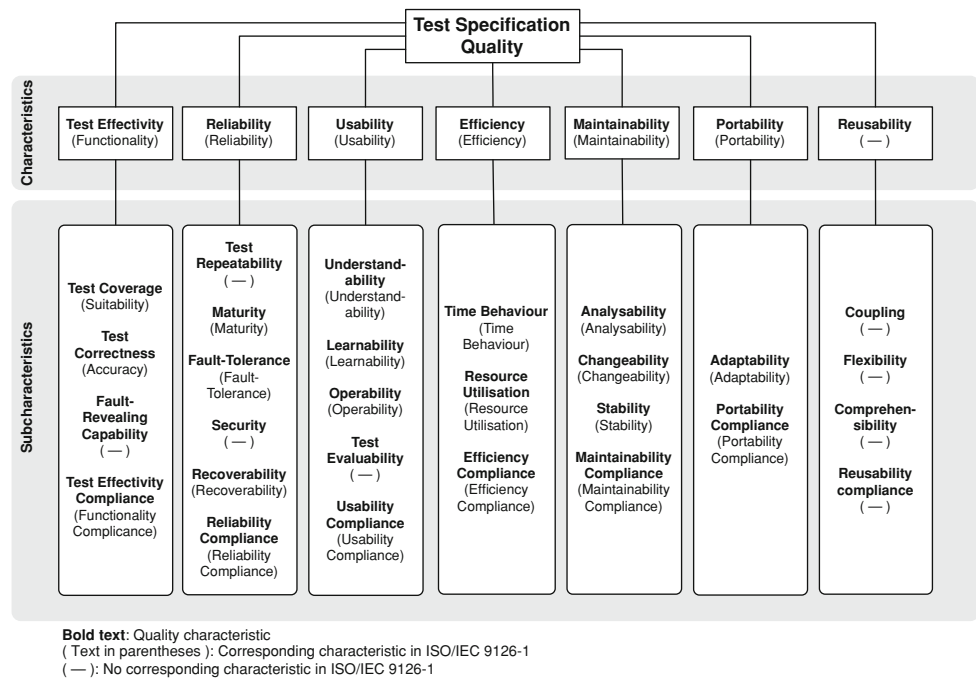 Test Specification
Quality
Characteristics
Test Effectivity
(Functionality)
Reliability
(Reliability)
Usability
(Usability)
Efficiency
(Efficiency)
Maintainability
(Maintainability)
Portability
(Portability)
Reusability
( — )
Subcharacteristics
Test Coverage
(Suitability)
Test
Correctness
(Accuracy)
Fault-
Revealing
Capability
( — )
Test Effectivity
Compliance
(Functionality
Complicance)
Test
Repeatability
( — )
Maturity
(Maturity)
Fault-Tolerance
(Fault-
Tolerance)
Security
( — )
Recoverability
(Recoverability)
Reliability
Compliance
(Reliability
Compliance)
Understand-
ability
(Understand-
ability)
Learnability
(Learnability)
Operability
(Operability)
Test
Evaluability
( — )
Usability
Compliance
(Usability
Compliance)
Time Behaviour
(Time
Behaviour)
Resource
Utilisation
(Resource
Utilisation)
Efficiency
Compliance
(Efficiency
Compliance)
Analysability
(Analysability)
Changeability
(Changeability)
Stability
(Stability)
Maintainability
Compliance
(Maintainability
Compliance)
Adaptability
(Adaptability)
Portability
Compliance
(Portability
Compliance)
Coupling
( — )
Flexibility
( — )
Comprehen-
sibility
( — )
Reusability
compliance
( — )
Bold text: Quality characteristic
( Text in parentheses ): Corresponding characteristic in ISO/IEC 9126-1
( — ): No corresponding characteristic in ISO/IEC 9126-1